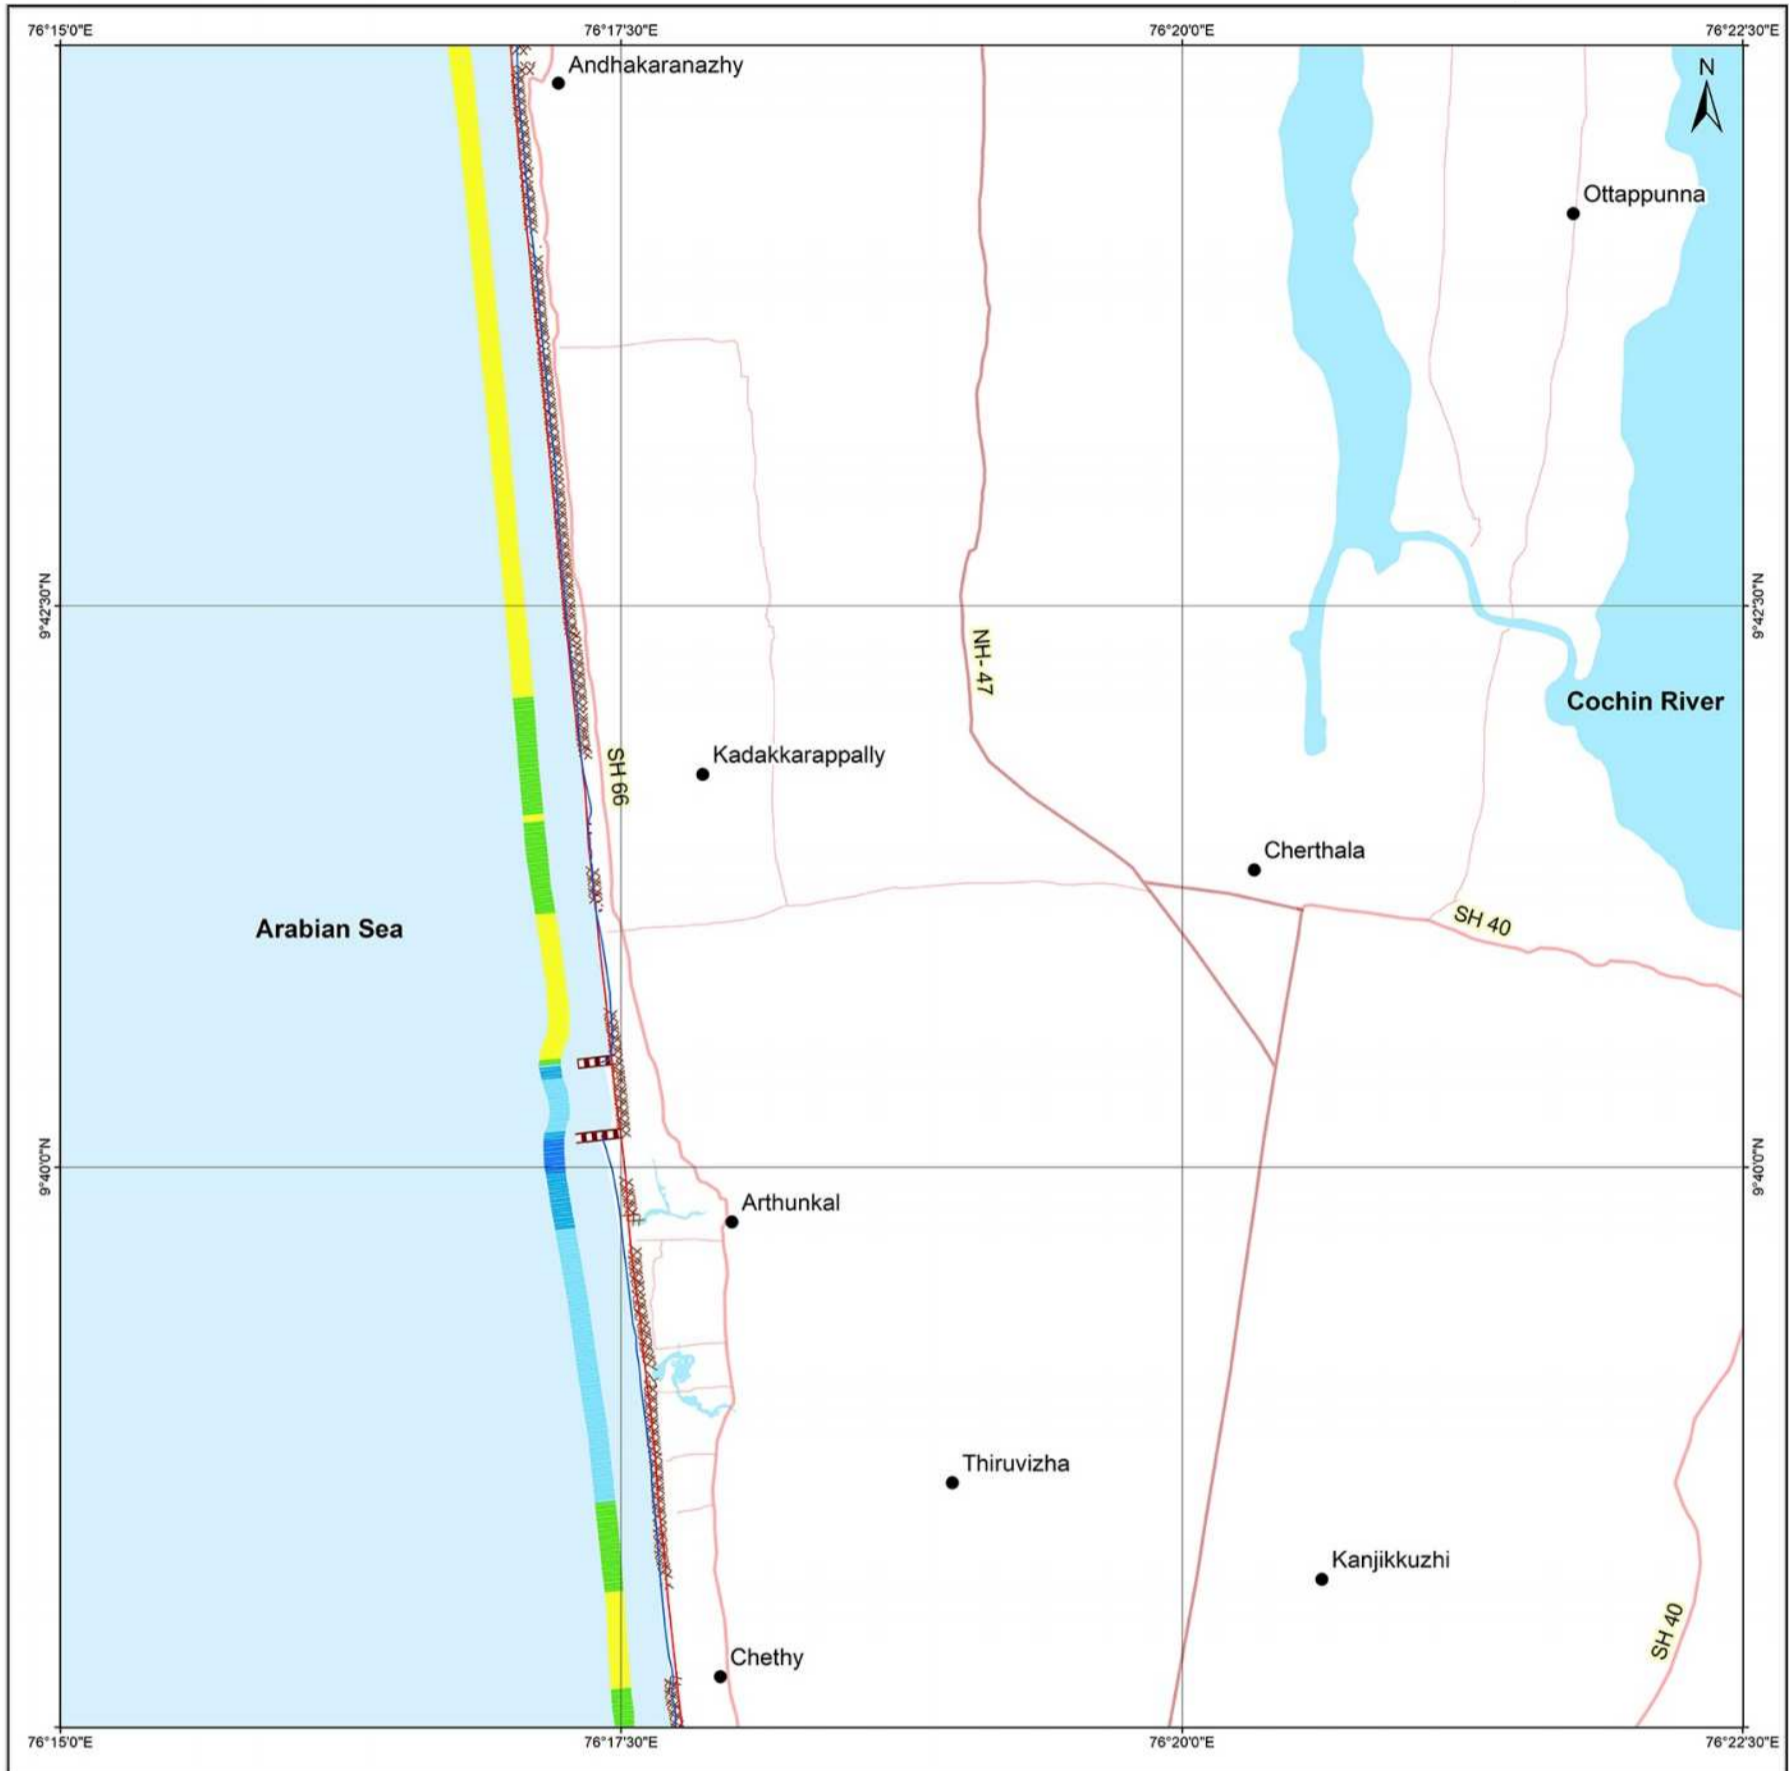 76°15'0"E
76°17'30"E
76°20'0"E
76°22'30"E
N
Andhakaranazhy
Ottappunna
9°42'30"N
9°42'30"N
NH- 47
Cochin River
SH 66
Kadakkarappally
Cherthala
SH 40
Arabian Sea
9°40'0"N
9°40'0"N
Arthunkal
Thiruvizha
Kanjikkuzhi
SH 40
Chethy
76°15'0"E
76°17'30"E
76°20'0"E
76°22'30"E